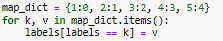 map_dict = {1:0, 2:1, 3:2, 4:3, 5:4}
for k, v in map_dict.items():
    labels[labels == k] = v